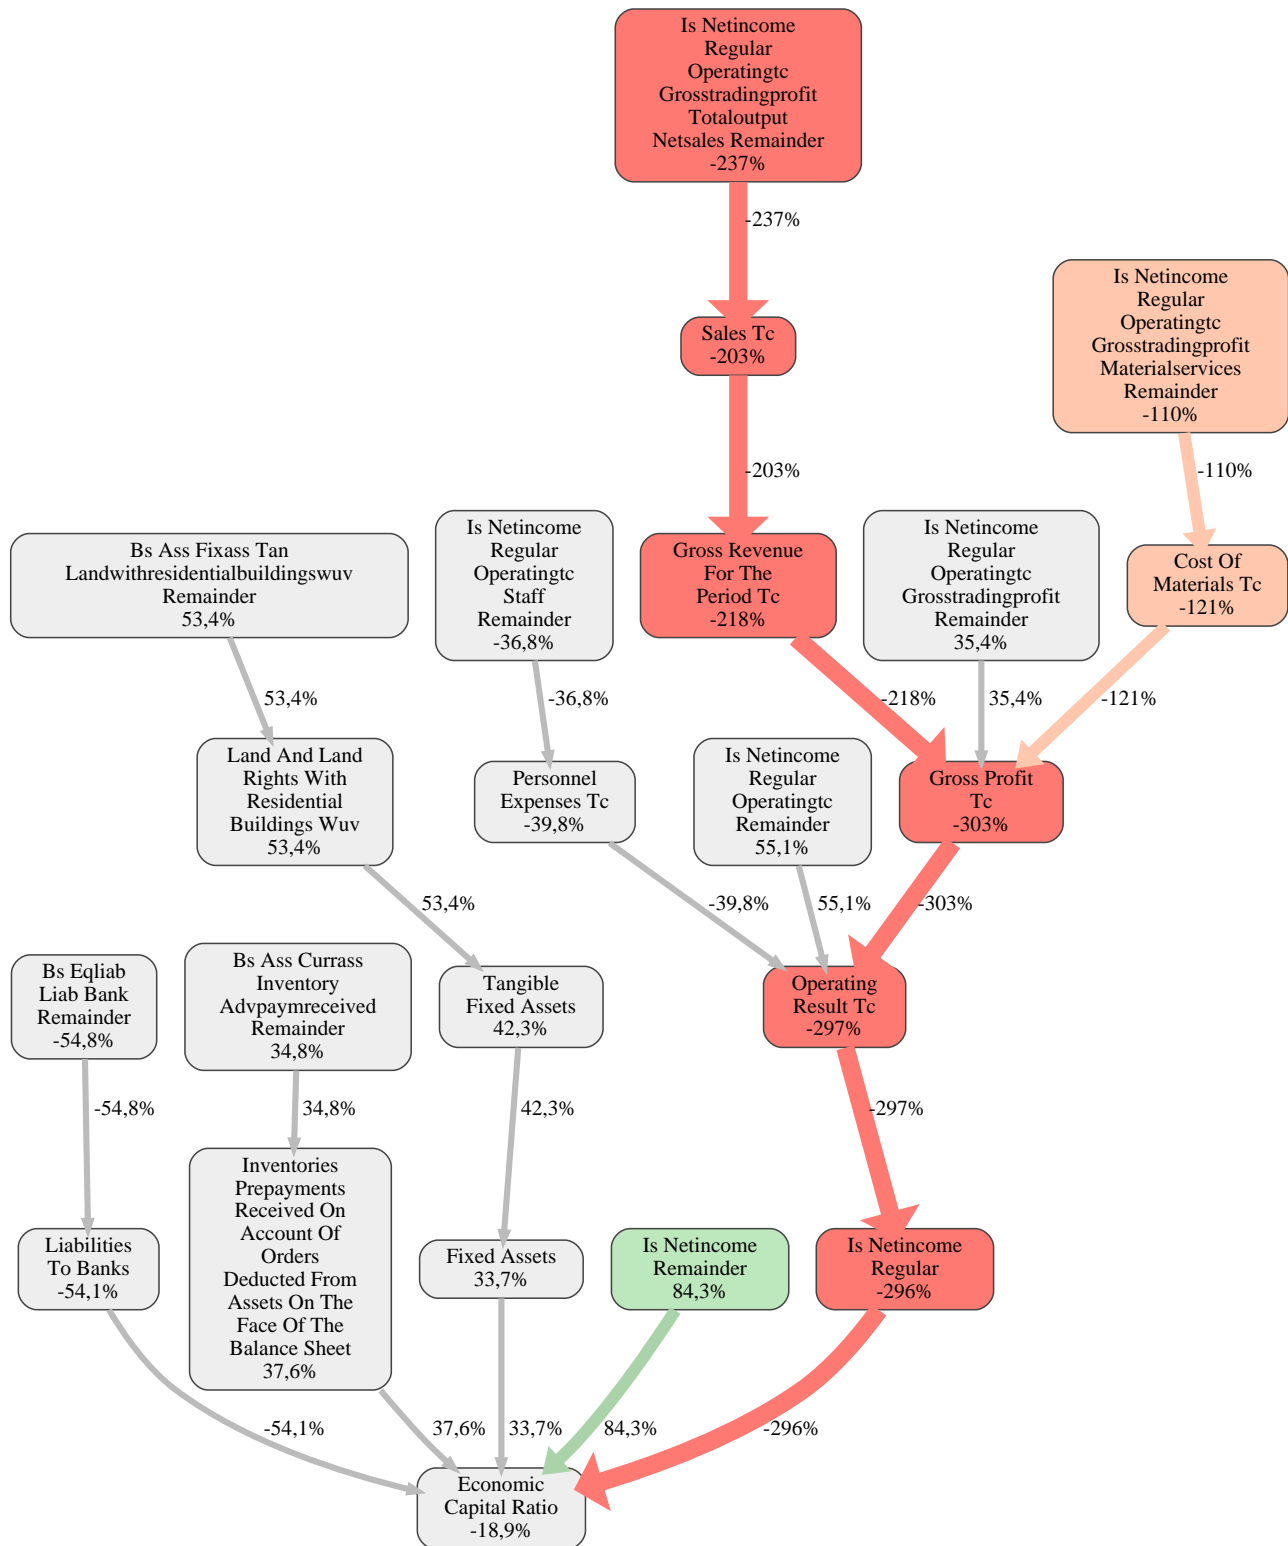 Is Netincome
Regular
Operatingtc
Grosstradingprofit
Totaloutput
Netsales Remainder
-237%
-237%
Is Netincome
Regular
Operatingtc
Grosstradingprofit
Materialservices
Remainder
-110%
Sales Tc
-203%
-203%
-110%
Bs Ass Fixass Tan
Landwithresidentialbuildingswuv
Remainder
53,4%
Is Netincome
Regular
Operatingtc
Staff
Remainder
-36,8%
Gross Revenue
For The
Period Tc
-218%
Is Netincome
Regular
Operatingtc
Grosstradingprofit
Remainder
35,4%
Cost Of
Materials Tc
-121%
53,4%
-36,8%
-218%
35,4%
-121%
Land And Land
Rights With
Residential
Buildings Wuv
53,4%
Personnel
Expenses Tc
-39,8%
Is Netincome
Regular
Operatingtc
Remainder
55,1%
Gross Profit
Tc
-303%
53,4%
-39,8%
55,1%
-303%
Bs Eqliab
Liab Bank
Remainder
-54,8%
Bs Ass Currass
Inventory
Advpaymreceived
Remainder
34,8%
Tangible
Fixed Assets
42,3%
Operating
Result Tc
-297%
-54,8%
34,8%
42,3%
-297%
Liabilities
To Banks
-54,1%
Inventories
Prepayments
Received On
Account Of
Orders
Deducted From
Assets On The
Face Of The
Balance Sheet
37,6%
Fixed Assets
33,7%
Is Netincome
Remainder
84,3%
Is Netincome
Regular
-296%
-54,1%
37,6%
33,7%
84,3%
-296%
Economic
Capital Ratio
-18,9%